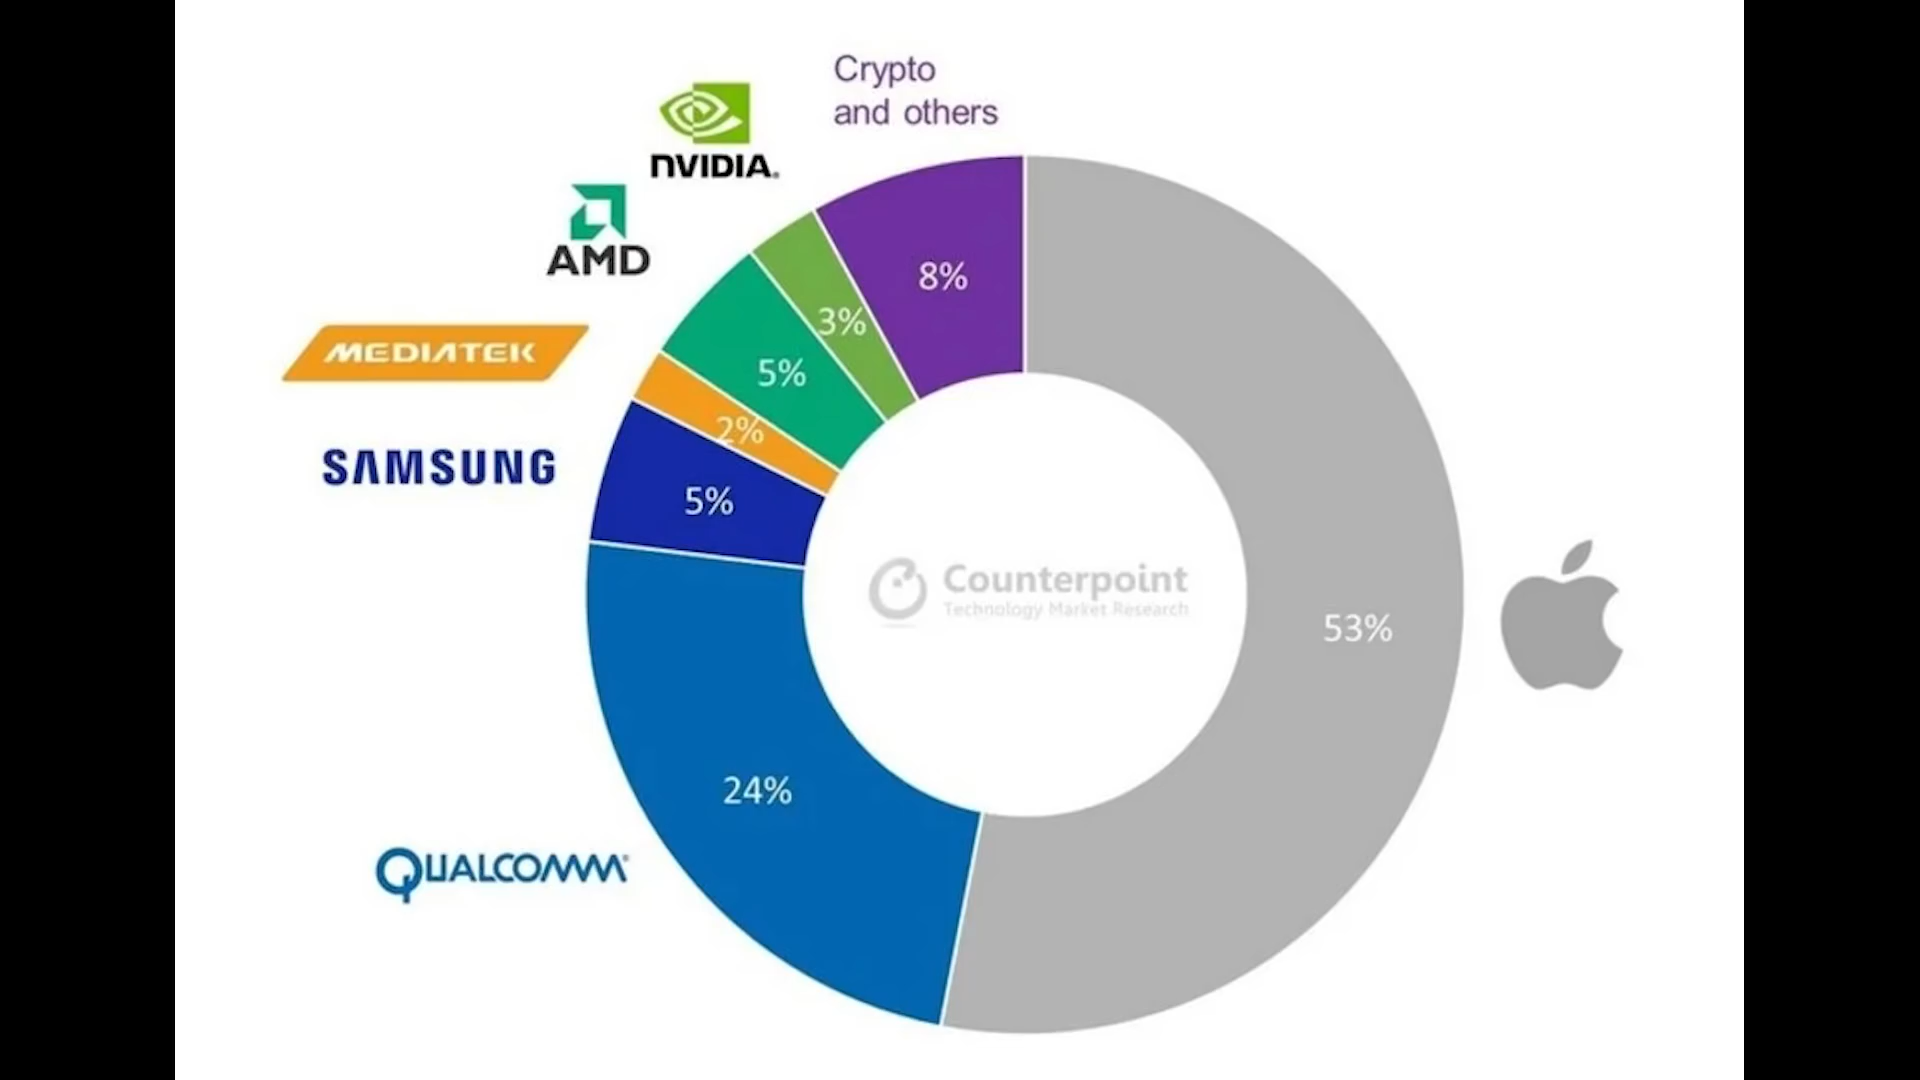 Crypto
and others
NVIDIA
AMD
MEDIATEK
SAMSUNG
QUALCOMM
8%
3%
5%
2%
5%
24%
53%
Counterpoint
Technology Market Research